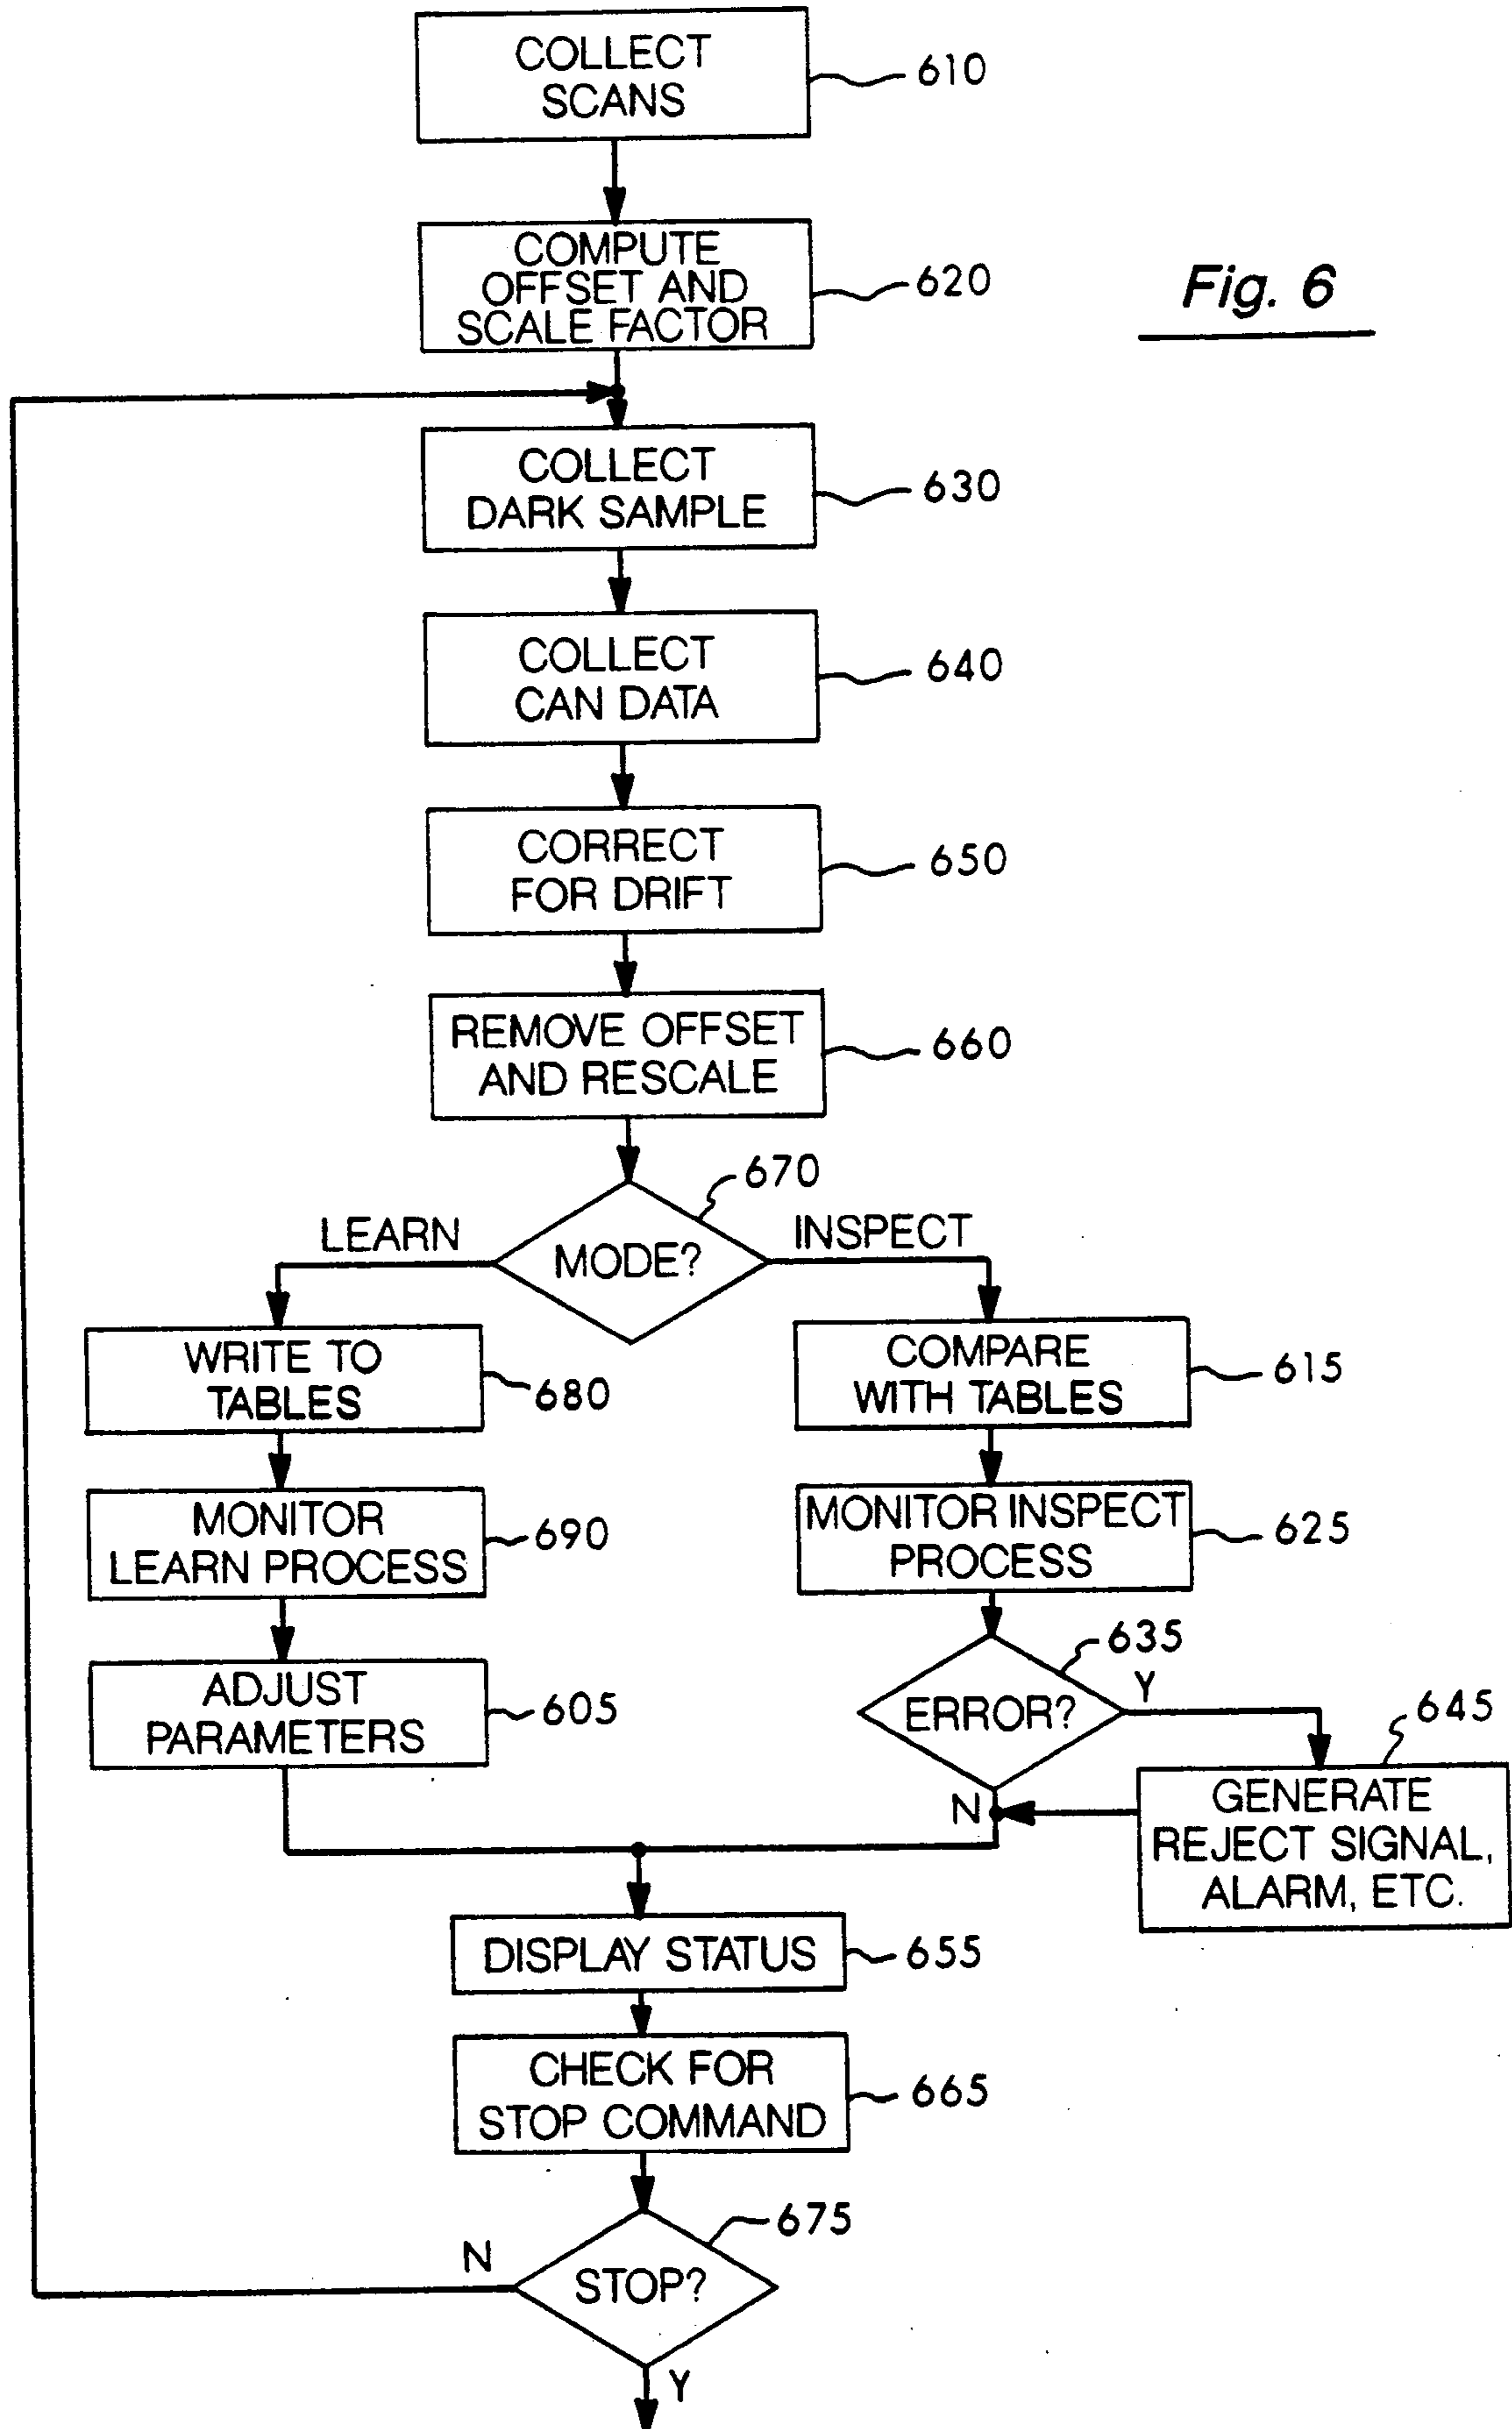 COLLECT
SCANS
610
COMPUTE
OFFSET AND
SCALE FACTOR
620
Fig. 6
COLLECT
DARK SAMPLE
630
COLLECT
CAN DATA
640
CORRECT
FOR DRIFT
650
REMOVE OFFSET
AND RESCALE
660
670
LEARN
MODE?
INSPECT
WRITE TO
TABLES
680
COMPARE
WITH TABLES
615
MONITOR
LEARN PROCESS
690
MONITOR INSPECT
PROCESS
625
ADJUST
PARAMETERS
605
635
ERROR?
Y
N
645
GENERATE
REJECT SIGNAL,
ALARM, ETC.
DISPLAY STATUS
655
CHECK FOR
STOP COMMAND
665
675
N
STOP?
Y